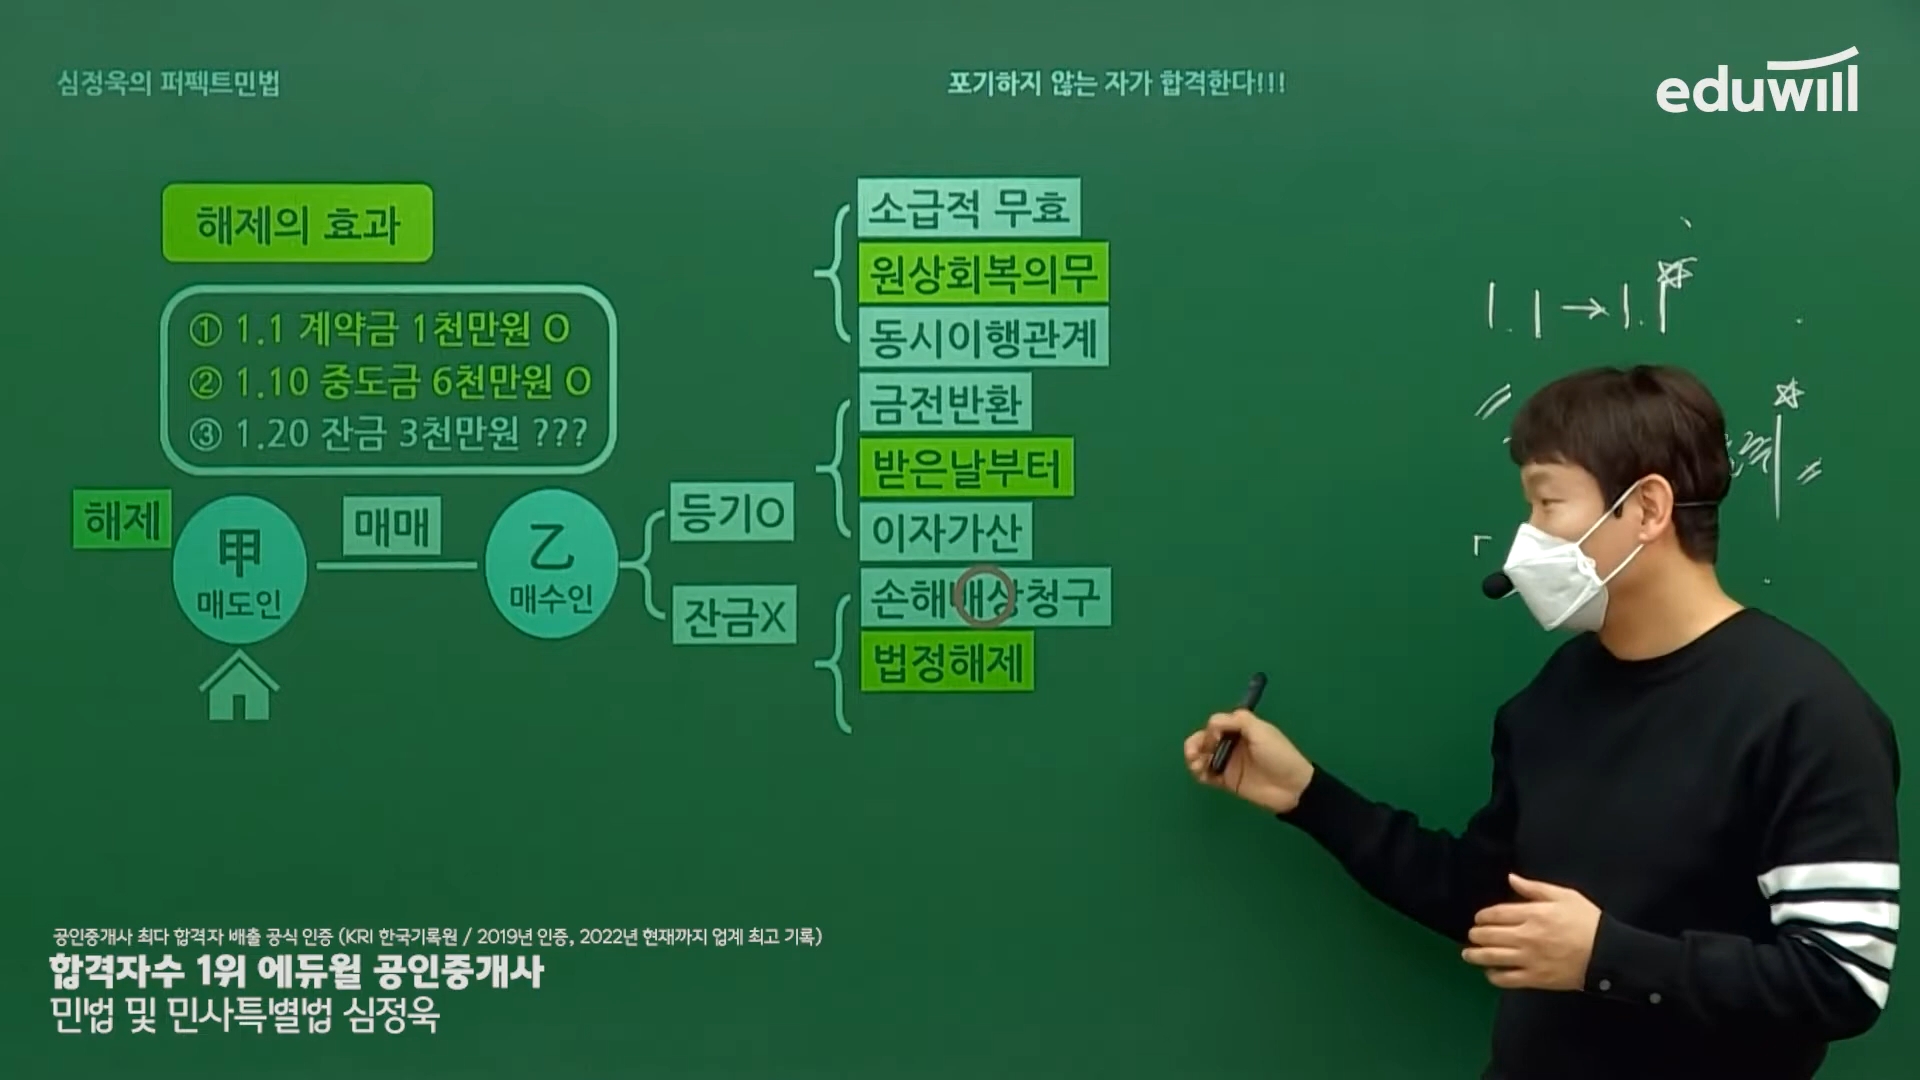 심정욱의 퍼펙트민법
포기하지 않는 자가 합격한다!!!
eduwill
해제의 효과
① 1.1 계약금 1천만원 O
② 1.10 중도금 6천만원 O
③ 1.20 잔금 3천만원 ???
해제
甲
매도인
매매
乙
매수인
등기O
잔금X
소급적 무효
원상회복의무
동시이행관계
금전반환
받은날부터
이자가산
손해배상청구
법정해제
1.1→1.1
공인중개사 최다 합격자 배출 공식 인증 (KRI 한국기록원 / 2019년 인증, 2022년 현재까지 업계 최고 기록)
합격자수 1위 에듀윌 공인중개사
민법 및 민사특별법 심정욱